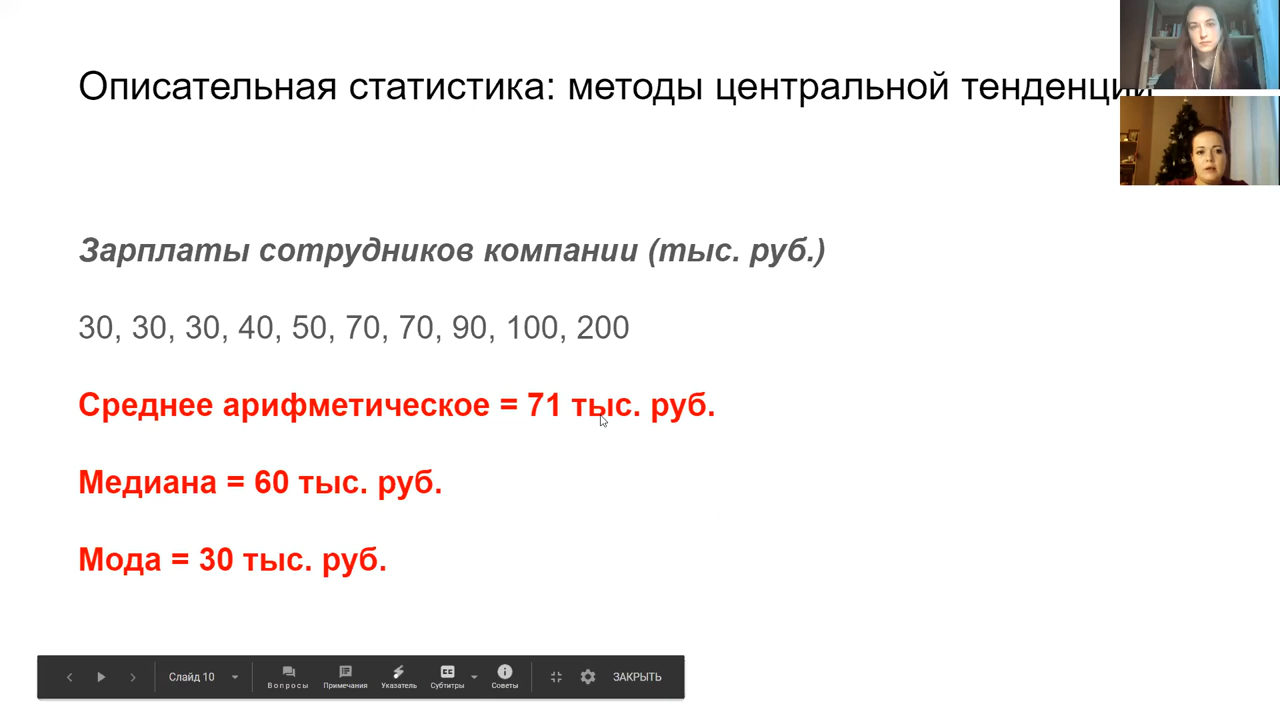 Описательная статистика: методы центральной тенденции
Зарплаты сотрудников компании (тыс. руб.)
30, 30, 30, 40, 50, 70, 70, 90, 100, 200
Среднее арифметическое = 71 тыс. руб.
Медиана = 60 тыс. руб.
Мода = 30 тыс. руб.
Слайд 10
Вопросы
Примечания
Указатель
Субтитры
Советы
ЗАКРЫТЬ